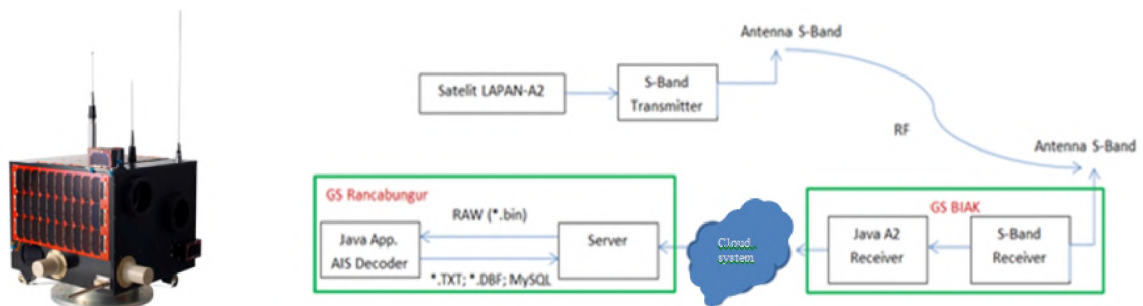 Antenna S-Band
Satelit LAPAN-A2
S-Band
Transmitter
RF
Antenna S-Band
GS Rancabungur
RAW (*.bin)
Java App.
AIS Decoder
Server
*.TXT; *.DBF; MySQL
Cloud
system
GS BIAK
Java A2
Receiver
S-Band
Receiver